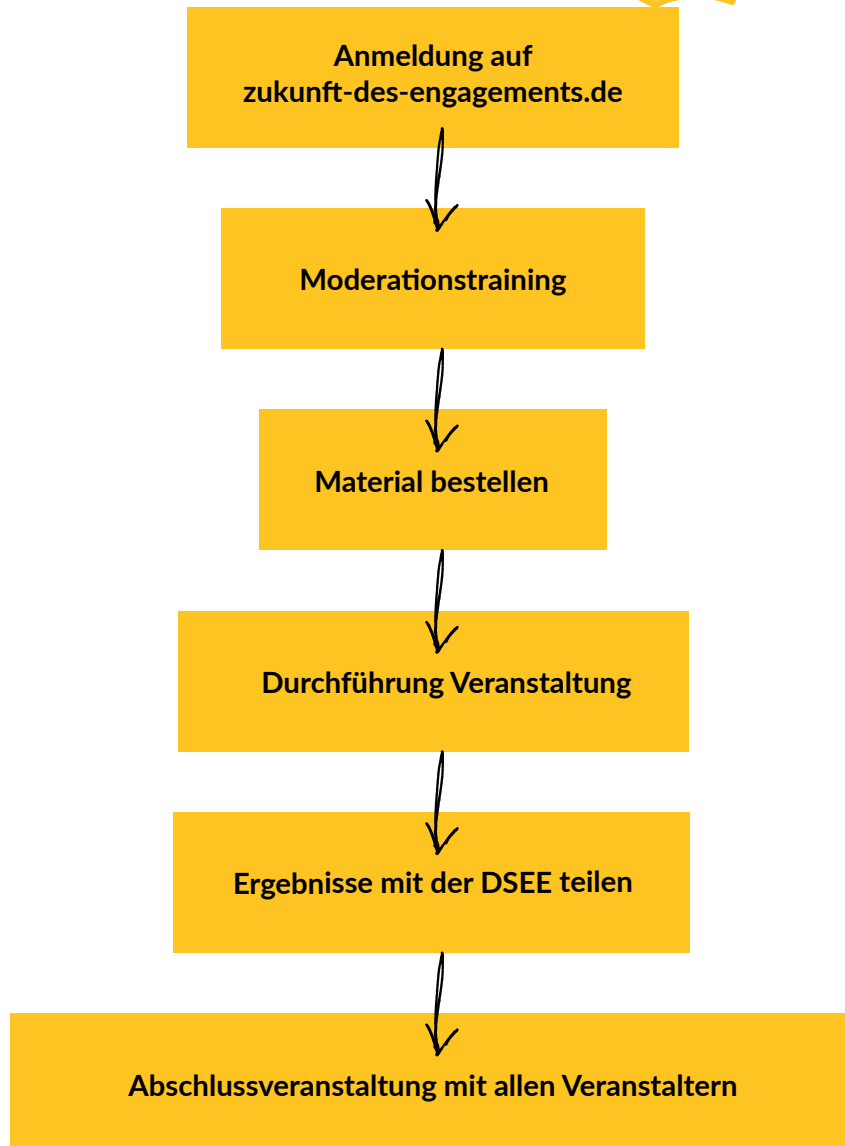 Anmeldung auf
zukunft-des-engagements.de
Moderationstraining
Material bestellen
Durchführung Veranstaltung
Ergebnisse mit der DSEE teilen
Abschlussveranstaltung mit allen Veranstaltern